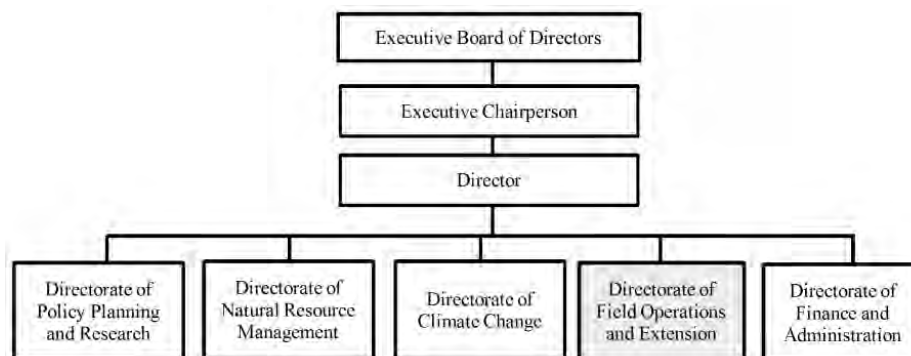 Executive Board of Directors
Executive Chairperson
Director
Directorate of
Policy Planning
and Research
Directorate of
Natural Resource
Management
Directorate of
Climate Change
Directorate of
Field Operations
and Extension
Directorate of
Finance and
Administration